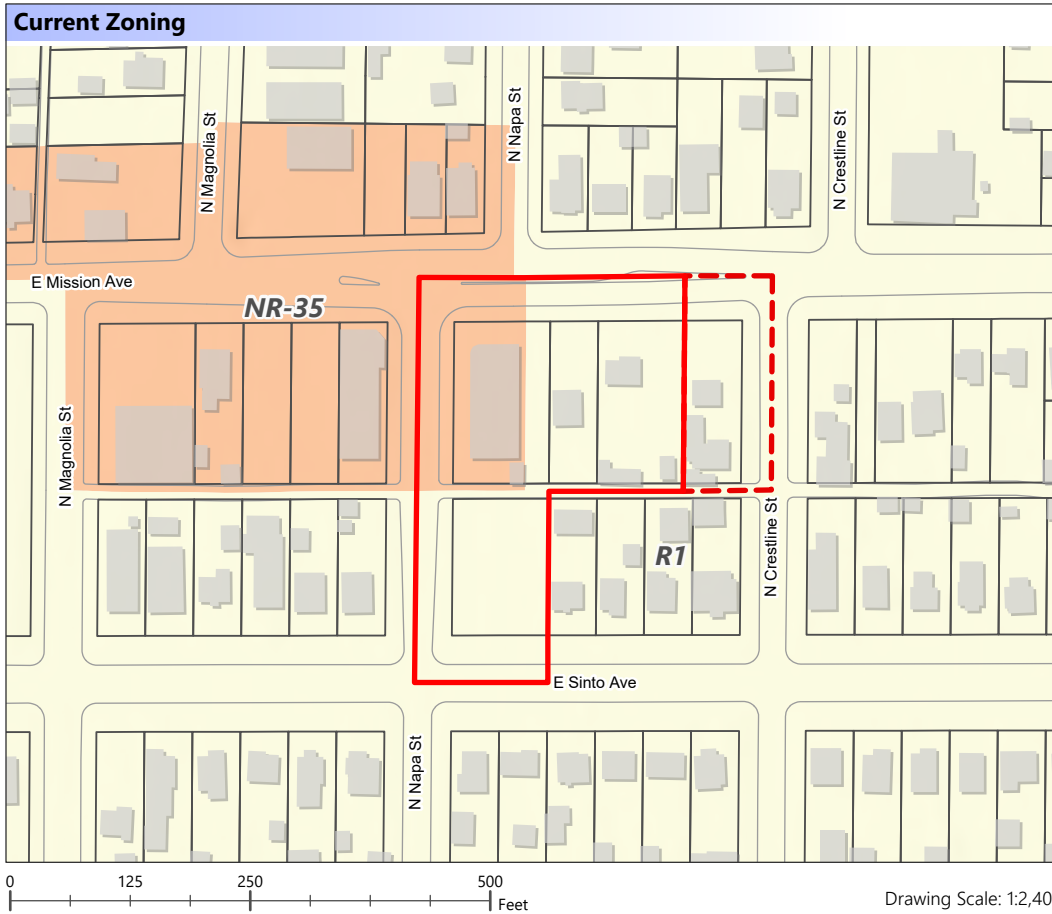 Current Zoning
N Magnolia St
N Napa St
N Crestline St
E Mission Ave
NR-35
N Magnolia St
N Crestline St
R1
E Sinto Ave
N Napa St
0 125 250 500
Feet
Drawing Scale: 1:2,40